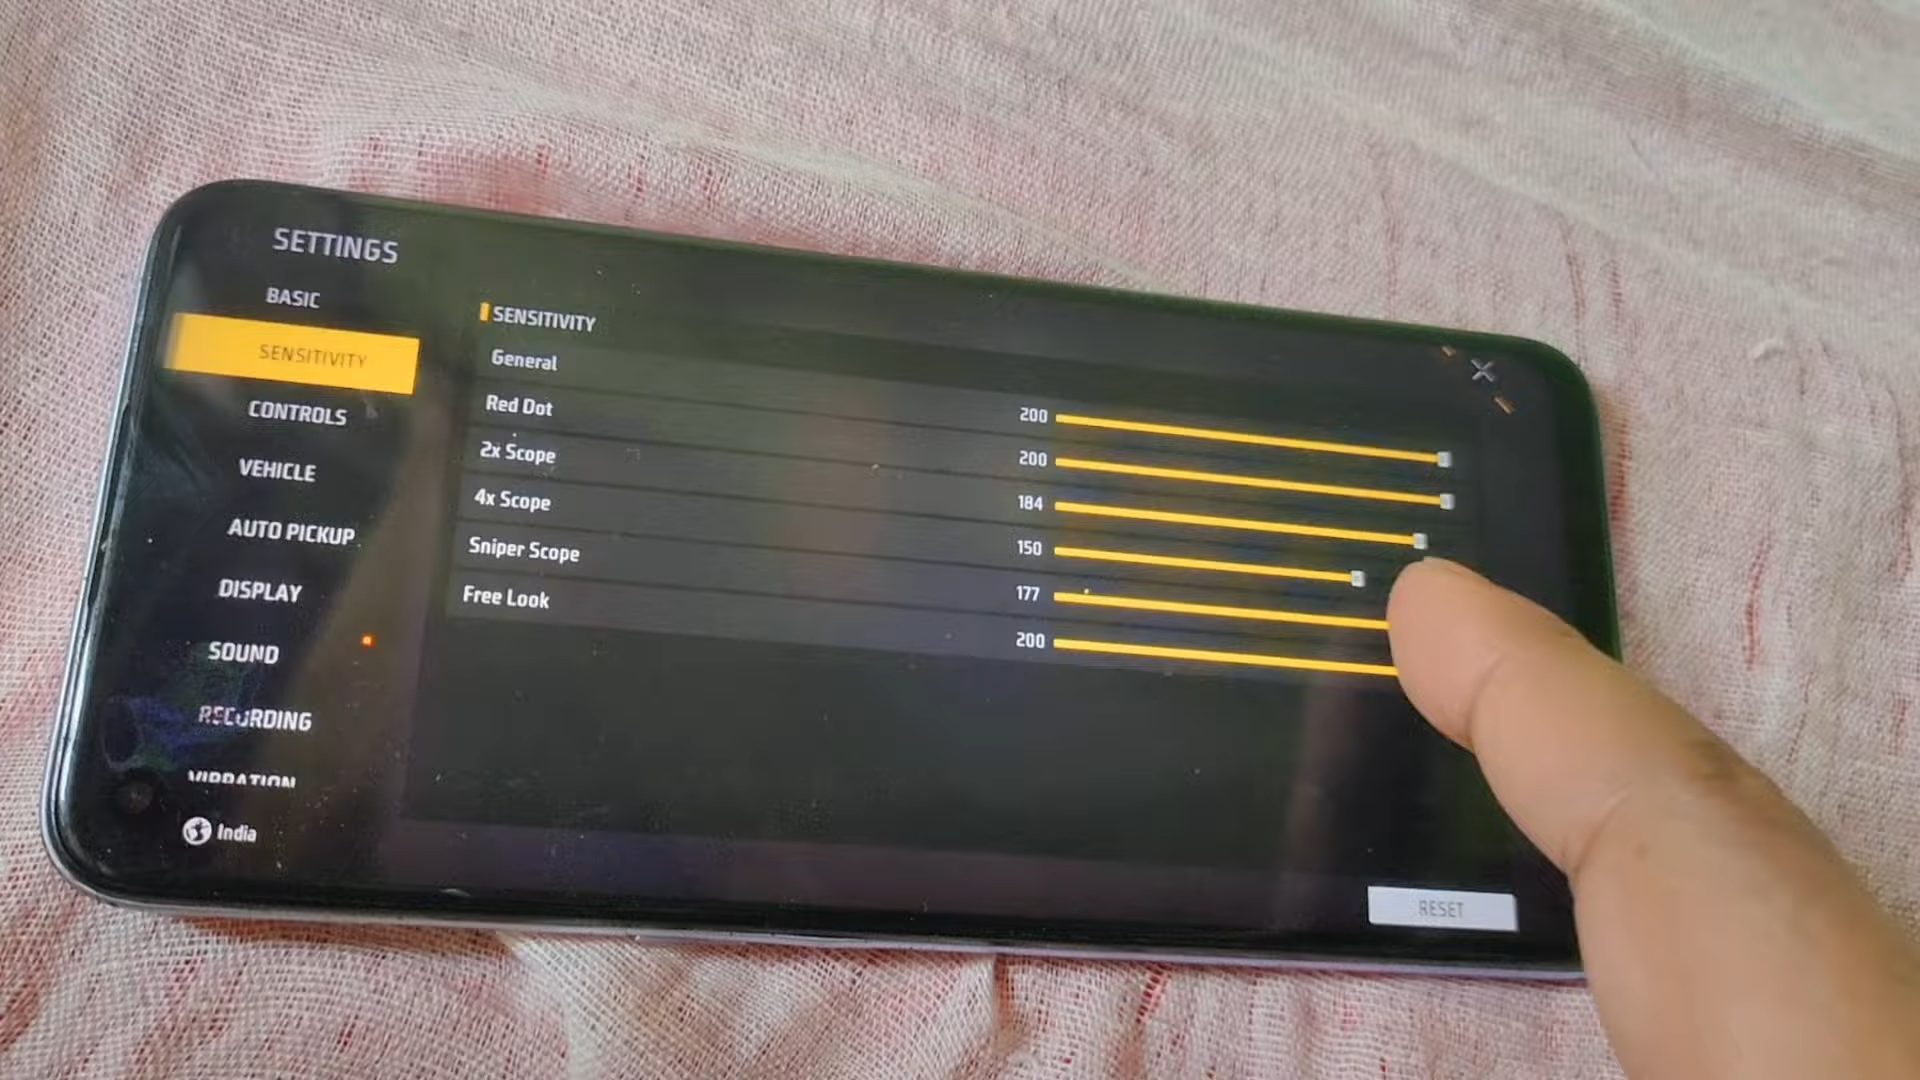 SETTINGS
BASIC
SENSITIVITY
CONTROLS
VEHICLE
AUTO PICKUP
DISPLAY
SOUND
RECORDING
VIBRATION
India
SENSITIVITY
General 200
Red Dot 200
2x Scope 184
4x Scope 150
Sniper Scope 177
Free Look 200
RESET